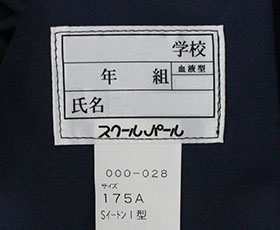 学校
年 組 血液型
氏名
スクールパール
000-028
サイズ
175A
Sイートン1型